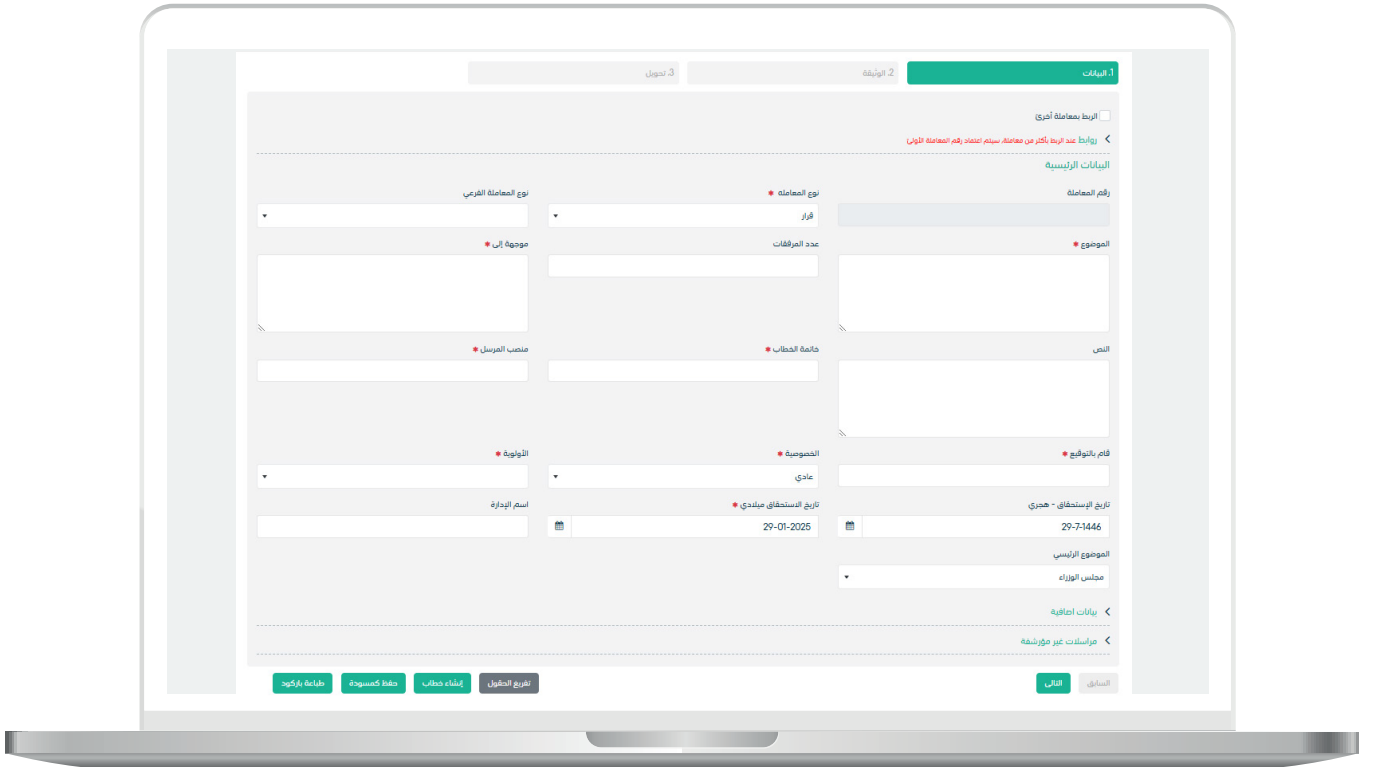 1. البيانات
2. الوثيقة
3. تحويل
الربط بمعاملة أخرى
روابط عند الربط بأكثر من معاملة، سيتم اعتماد رقم المعاملة الأولى
البيانات الرئيسية
رقم المعاملة
نوع المعاملة *
نوع المعاملة الفرعي
قرار
الموضوع *
عدد المرفقات
موجهة إلى *
النص
خاتمة الخطاب *
منصب المرسل *
قام بالتوقيع *
الخصوصية *
الأولوية *
عادي
تاريخ الإستحقاق - هجري
تاريخ الاستحقاق ميلادي *
اسم الإدارة
29-7-1446
29-01-2025
الموضوع الرئيسي
مجلس الوزراء
بيانات اضافية
مراسلات غير مؤرشفة
السابق
التالي
تفريغ الحقول
إنشاء خطاب
حفظ كمسودة
طباعة باركود